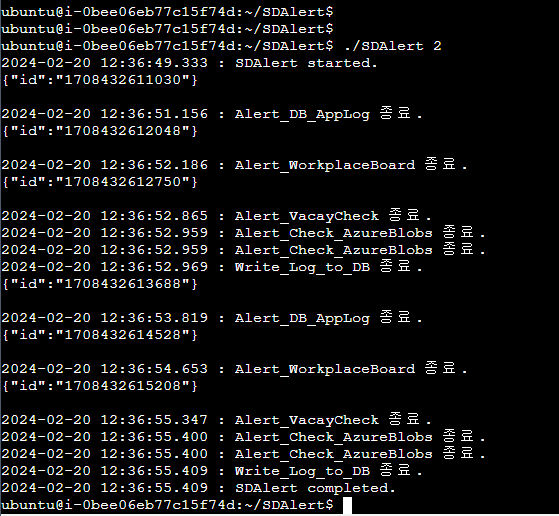 ubuntu@i-0bee06eb77c15f74d:~/SDAlert$
ubuntu@i-0bee06eb77c15f74d:~/SDAlert$
ubuntu@i-0bee06eb77c15f74d:~/SDAlert$ ./SDAlert 2
2024-02-20 12:36:49.333 : SDAlert started.
{"id":"1708432611030"}
2024-02-20 12:36:51.156 : Alert_DB_AppLog 종료.
{"id":"1708432612048"}
2024-02-20 12:36:52.186 : Alert_WorkplaceBoard 종료.
{"id":"1708432612750"}
2024-02-20 12:36:52.865 : Alert_VacayCheck 종료.
2024-02-20 12:36:52.959 : Alert_Check_AzureBlobs 종료.
2024-02-20 12:36:52.959 : Alert_Check_AzureBlobs 종료.
2024-02-20 12:36:52.969 : Write_Log_to_DB 종료.
{"id":"1708432613688"}
2024-02-20 12:36:53.819 : Alert_DB_AppLog 종료.
{"id":"1708432614528"}
2024-02-20 12:36:54.653 : Alert_WorkplaceBoard 종료.
{"id":"1708432615208"}
2024-02-20 12:36:55.347 : Alert_VacayCheck 종료.
2024-02-20 12:36:55.400 : Alert_Check_AzureBlobs 종료.
2024-02-20 12:36:55.400 : Alert_Check_AzureBlobs 종료.
2024-02-20 12:36:55.409 : Write_Log_to_DB 종료.
2024-02-20 12:36:55.409 : SDAlert completed.
ubuntu@i-0bee06eb77c15f74d:~/SDAlert$